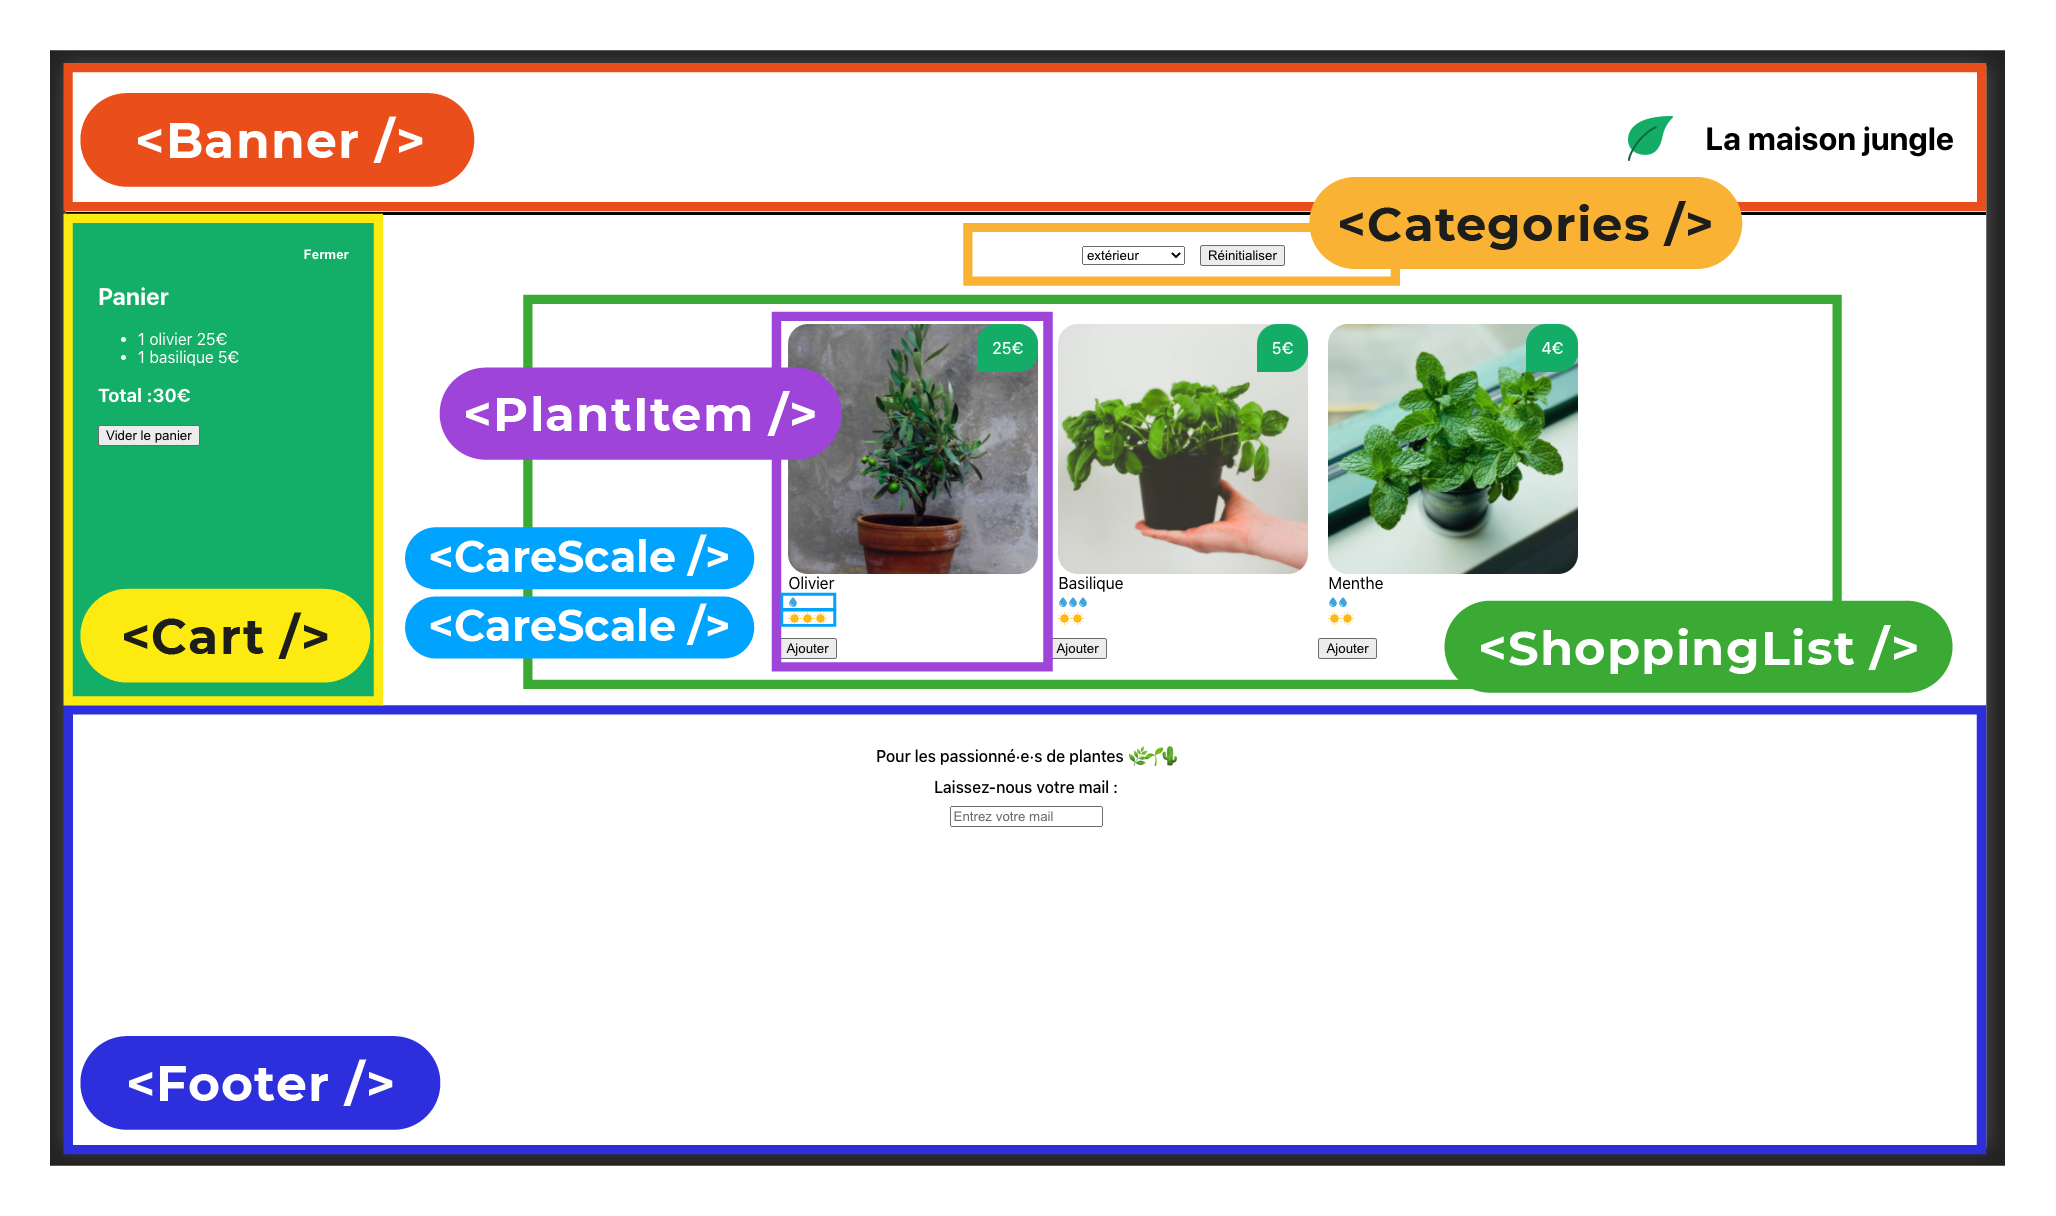 <Banner />
La maison jungle
<Categories />
extérieur
Réinitialiser
Fermer
Panier
• 1 olivier 25€
• 1 basilique 5€
Total :30€
Vider le panier
<Cart />
<PlantItem />
<CareScale />
<CareScale />
25€
Olivier
Ajouter
5€
Basilique
Ajouter
4€
Menthe
Ajouter
<ShoppingList />
Pour les passionné·e·s de plantes 🌿🌱🌵
Laissez-nous votre mail :
Entrez votre mail
<Footer />